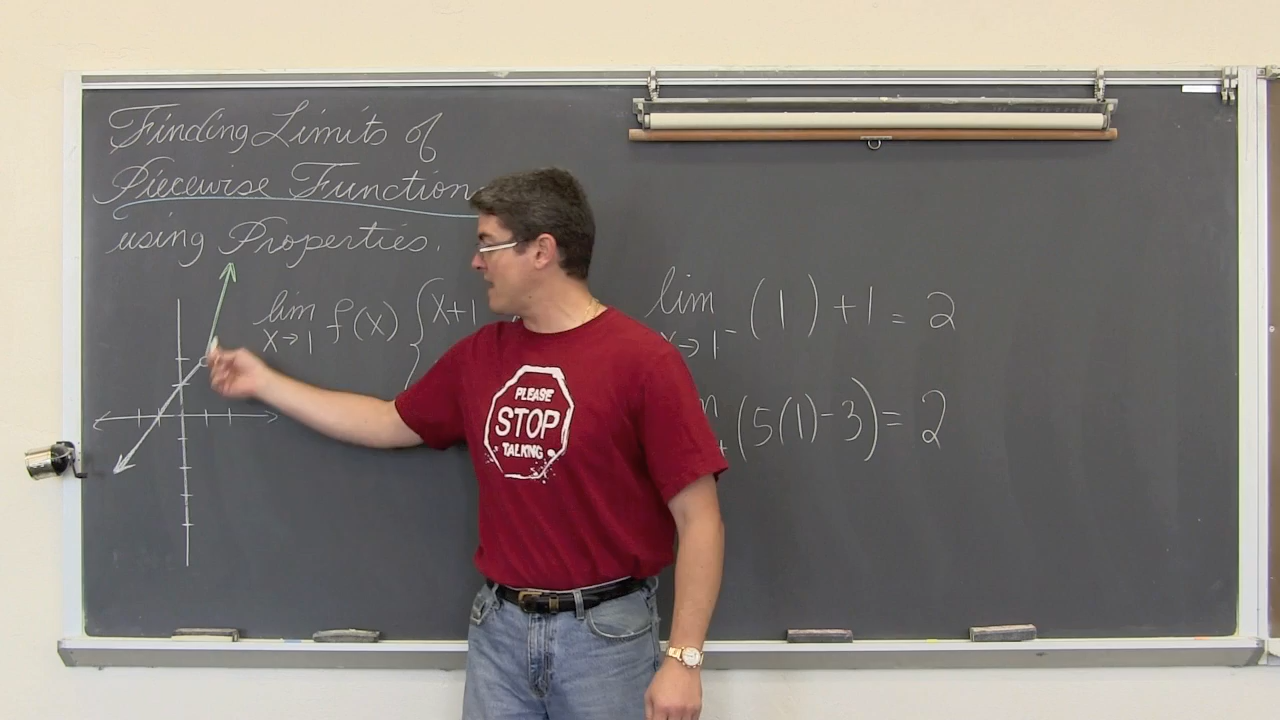 Finding Limits of
Piecewise Function
using Properties.
lim f(x) { x+1
x→1
lim (1) + 1 = 2
x→1⁻
(5(1)-3) = 2
+
PLEASE
STOP
TALKING